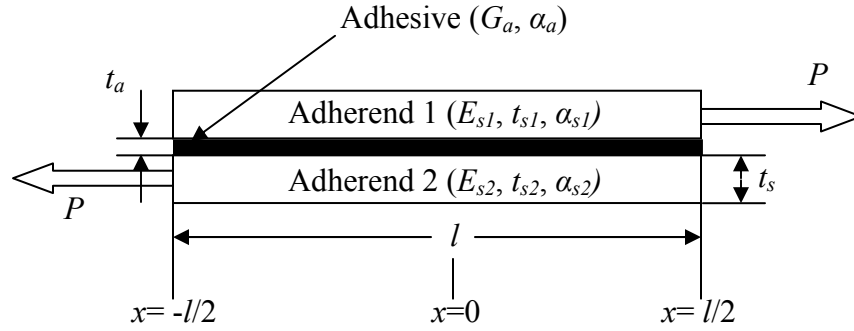 Adhesive (Ga, αa)
ta
P
Adherend 1 (Es1, ts1, αs1)
Adherend 2 (Es2, ts2, αs2)
ts
P
l
x= -l/2
x=0
x= l/2